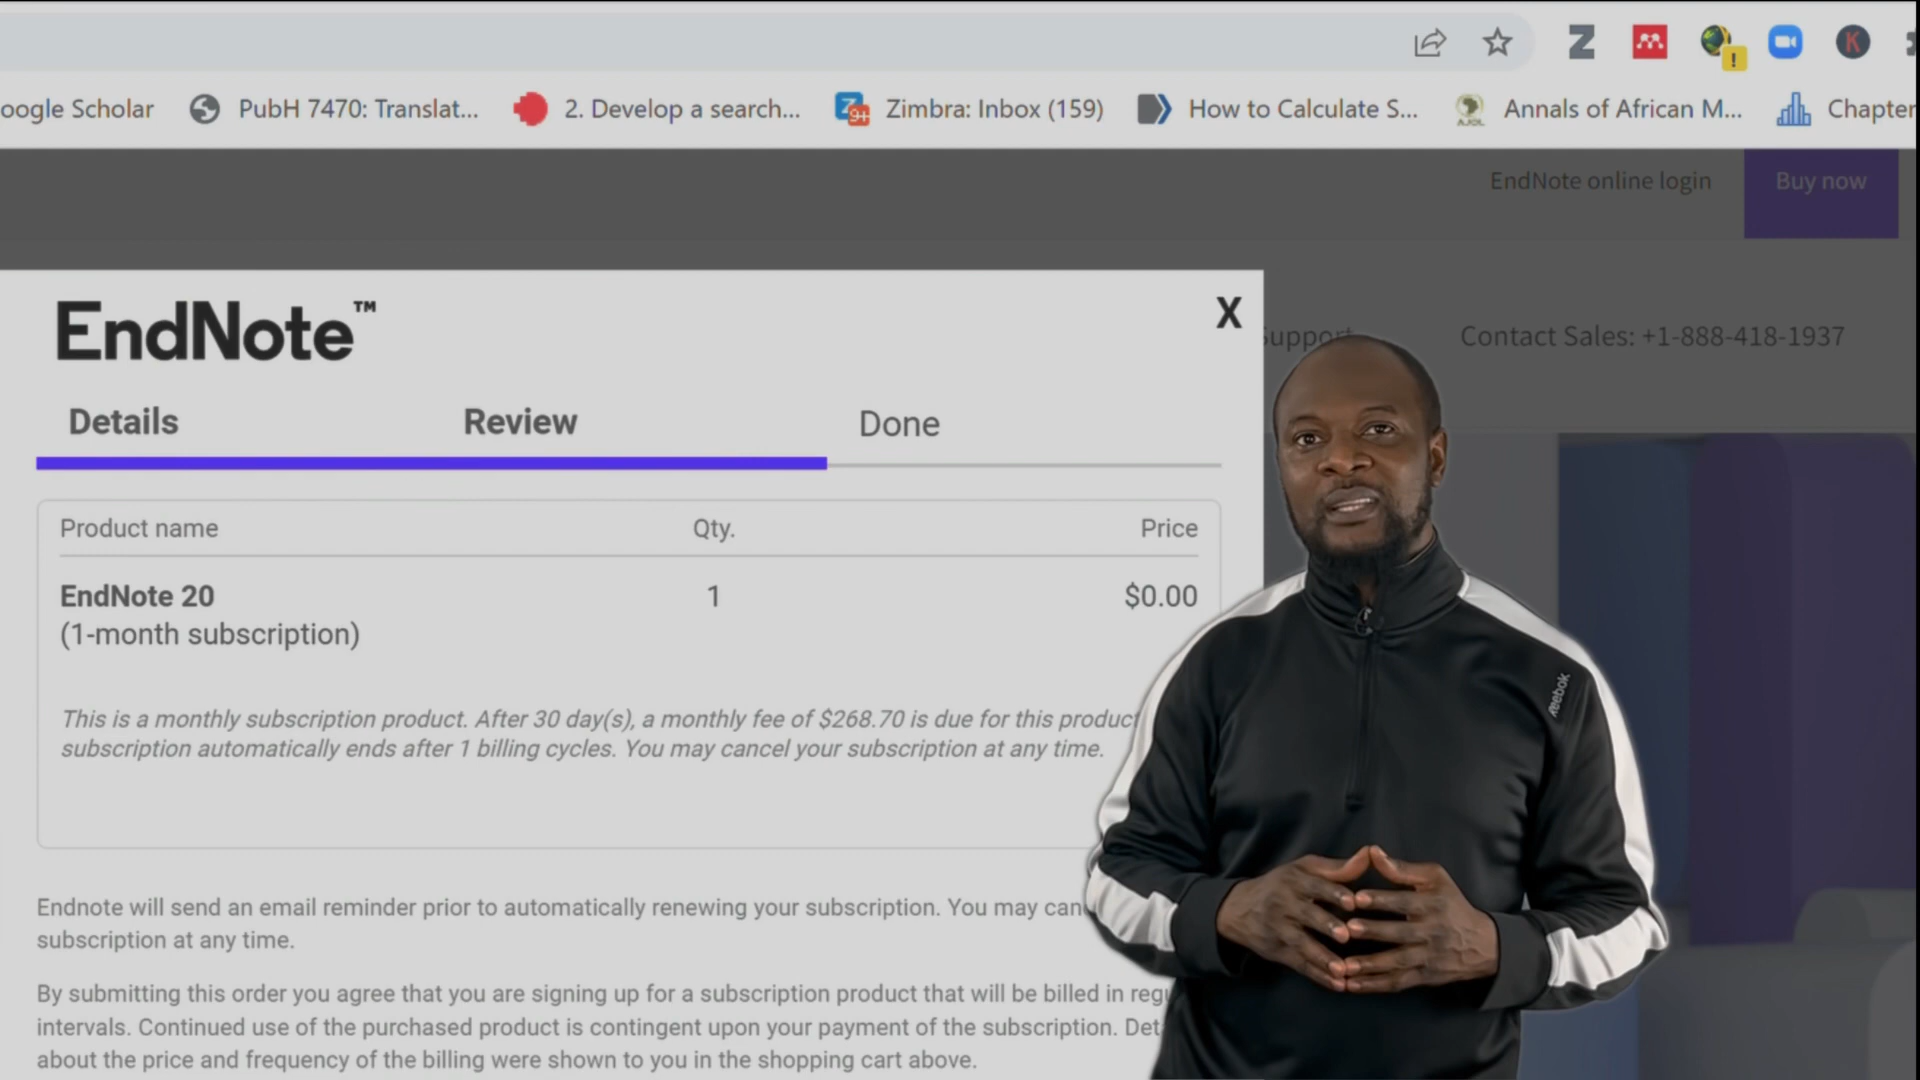 oogle Scholar PubH 7470: Translat... 2. Develop a search... Zimbra: Inbox (159) How to Calculate S... Annals of African M... Chapter
EndNote online login Buy now
EndNote™ X
Support Contact Sales: +1-888-418-1937
Details Review Done
Product name Qty. Price
EndNote 20 1 $0.00
(1-month subscription)
Reebok
This is a monthly subscription product. After 30 day(s), a monthly fee of $268.70 is due for this product
subscription automatically ends after 1 billing cycles. You may cancel your subscription at any time.
Endnote will send an email reminder prior to automatically renewing your subscription. You may can
subscription at any time.
By submitting this order you agree that you are signing up for a subscription product that will be billed in regu
intervals. Continued use of the purchased product is contingent upon your payment of the subscription. Det
about the price and frequency of the billing were shown to you in the shopping cart above.